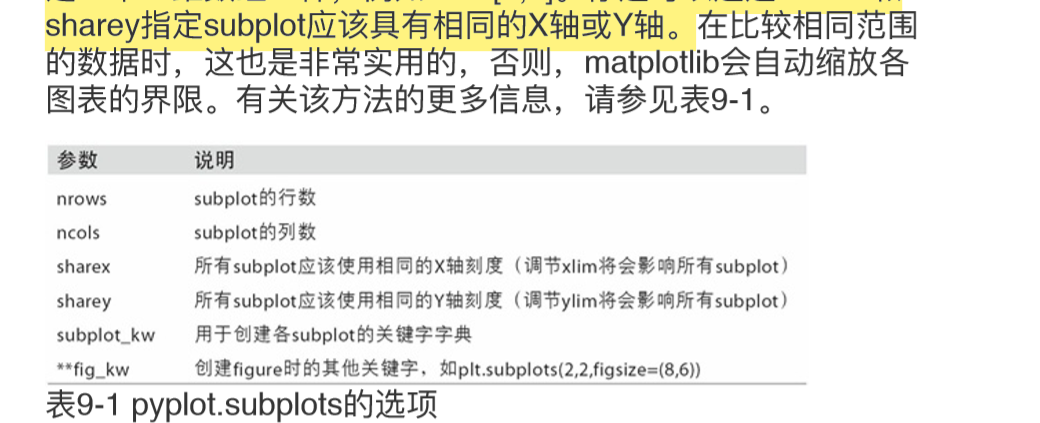 sharey指定subplot应该具有相同的X轴或Y轴。在比较相同范围
的数据时，这也是非常实用的，否则，matplotlib会自动缩放各
图表的界限。有关该方法的更多信息，请参见表9-1。
参数 说明
nrows subplot的行数
ncols subplot的列数
sharex 所有subplot应该使用相同的X轴刻度（调节xlim将会影响所有subplot）
sharey 所有subplot应该使用相同的Y轴刻度（调节ylim将会影响所有subplot）
subplot_kw 用于创建各subplot的关键字字典
**fig_kw 创建figure时的其他关键字，如plt.subplots(2,2,figsize=(8,6))
表9-1 pyplot.subplots的选项